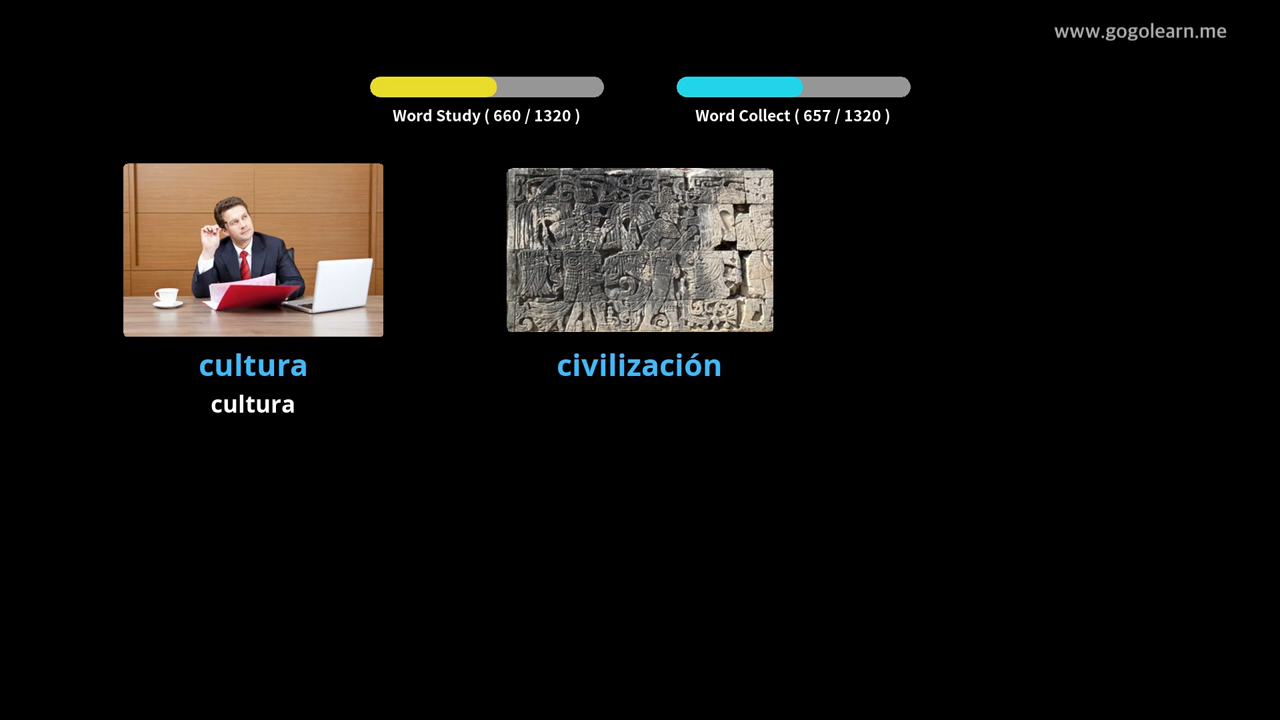 www.gogolearn.me
Word Study ( 660 / 1320 )
Word Collect ( 657 / 1320 )
cultura
cultura
civilización